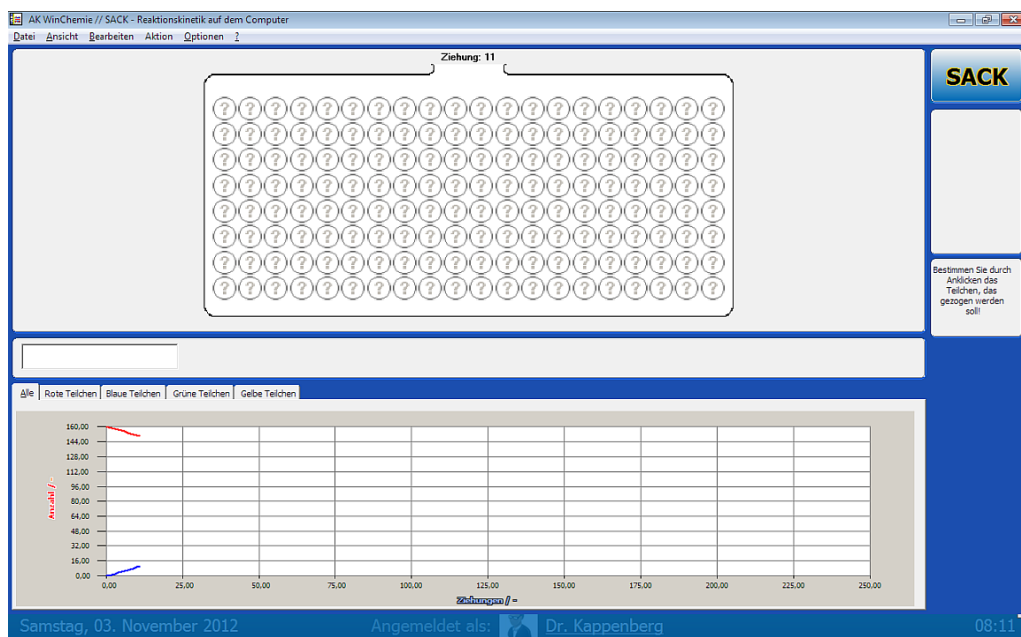 AK WinChemie // SACK - Reaktionskinetik auf dem Computer
Datei Ansicht Bearbeiten Aktion Optionen ?
Ziehung: 11
? ? ? ? ? ? ? ? ? ? ? ? ? ? ? ? ? ? ? ?
? ? ? ? ? ? ? ? ? ? ? ? ? ? ? ? ? ? ? ?
? ? ? ? ? ? ? ? ? ? ? ? ? ? ? ? ? ? ? ?
? ? ? ? ? ? ? ? ? ? ? ? ? ? ? ? ? ? ? ?
? ? ? ? ? ? ? ? ? ? ? ? ? ? ? ? ? ? ? ?
? ? ? ? ? ? ? ? ? ? ? ? ? ? ? ? ? ? ? ?
? ? ? ? ? ? ? ? ? ? ? ? ? ? ? ? ? ? ? ?
? ? ? ? ? ? ? ? ? ? ? ? ? ? ? ? ? ? ? ?
SACK
Bestimmen Sie durch
Anklicken das
Teilchen, das
gezogen werden
soll!
Alle Rote Teilchen Blaue Teilchen Grüne Teilchen Gelbe Teilchen
Anzahl / -
160,00
144,00
128,00
112,00
96,00
80,00
64,00
48,00
32,00
16,00
0,00
0,00 25,00 50,00 75,00 100,00 125,00 150,00 175,00 200,00 225,00 250,00
Ziehungen / -
Samstag, 03. November 2012 Angemeldet als: Dr. Kappenberg 08:11